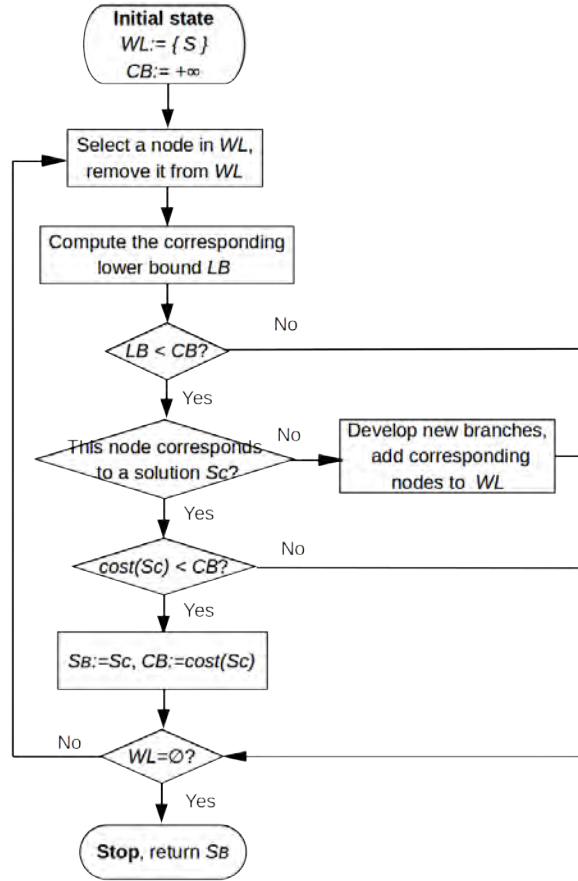 Initial state
WL:= { S }
CB:= +∞
Select a node in WL,
remove it from WL
Compute the corresponding
lower bound LB
No
LB < CB?
Yes
This node corresponds
to a solution Sc?
No
Develop new branches,
add corresponding
nodes to WL
Yes
No
cost(Sc) < CB?
Yes
SB:=Sc, CB:=cost(Sc)
No
WL=∅?
Yes
Stop, return SB